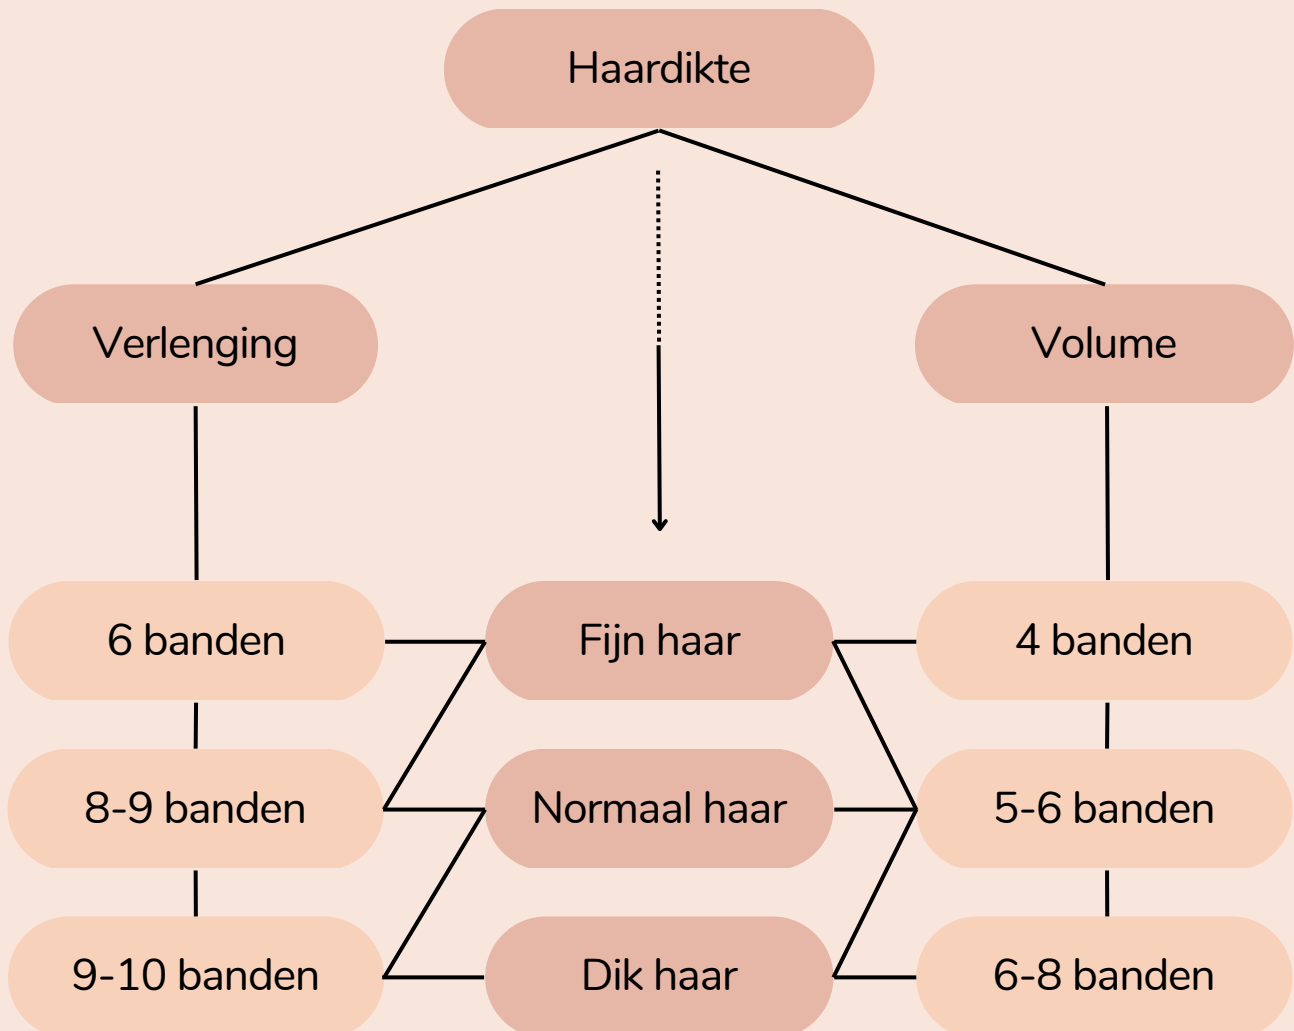 Haardikte
Verlenging
Volume
6 banden
Fijn haar
4 banden
8-9 banden
Normaal haar
5-6 banden
9-10 banden
Dik haar
6-8 banden